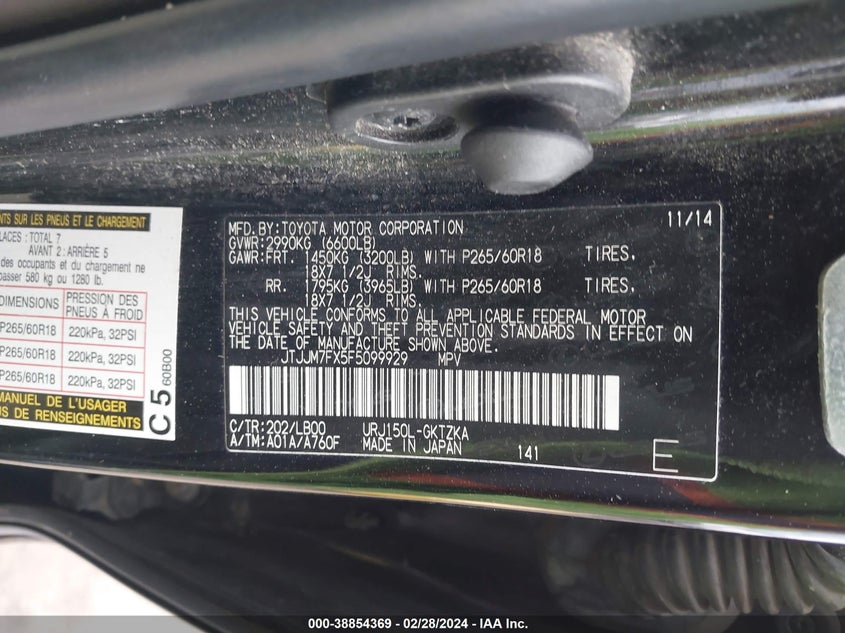 NTS SUR LES PNEUS ET LE CHARGEMENT
LACES : TOTAL 7
AVANT 2 : ARRIÈRE 5
des occupants et du chargement ne
passer 580 kg ou 1280 lb.
DIMENSIONS PRESSION DES PNEUS À FROID
P265/60R18 220kPa, 32PSI
P265/60R18 220kPa, 32PSI
P265/60R18 220kPa, 32PSI
MANUEL DE L'USAGER
US DE RENSEIGNEMENTS
C5 60B00
MFD.BY:TOYOTA MOTOR CORPORATION 11/14
GVWR:2990KG (6600LB)
GAWR:FRT. 1450KG (3200LB) WITH P265/60R18 TIRES,
18X7 1/2J RIMS.
RR. 1795KG (3965LB) WITH P265/60R18 TIRES,
18X7 1/2J RIMS.
THIS VEHICLE CONFORMS TO ALL APPLICABLE FEDERAL MOTOR
VEHICLE SAFETY AND THEFT PREVENTION STANDARDS IN EFFECT ON
THE DATE OF MANUFACTURE SHOWN ABOVE.
JTJJM7FX5F5099929 MPV
C/TR:202/LB00 URJ150L-GKTZKA
A/TM:A01A/A760F MADE IN JAPAN 141 E
000-38854369 - 02/28/2024 - IAA Inc.